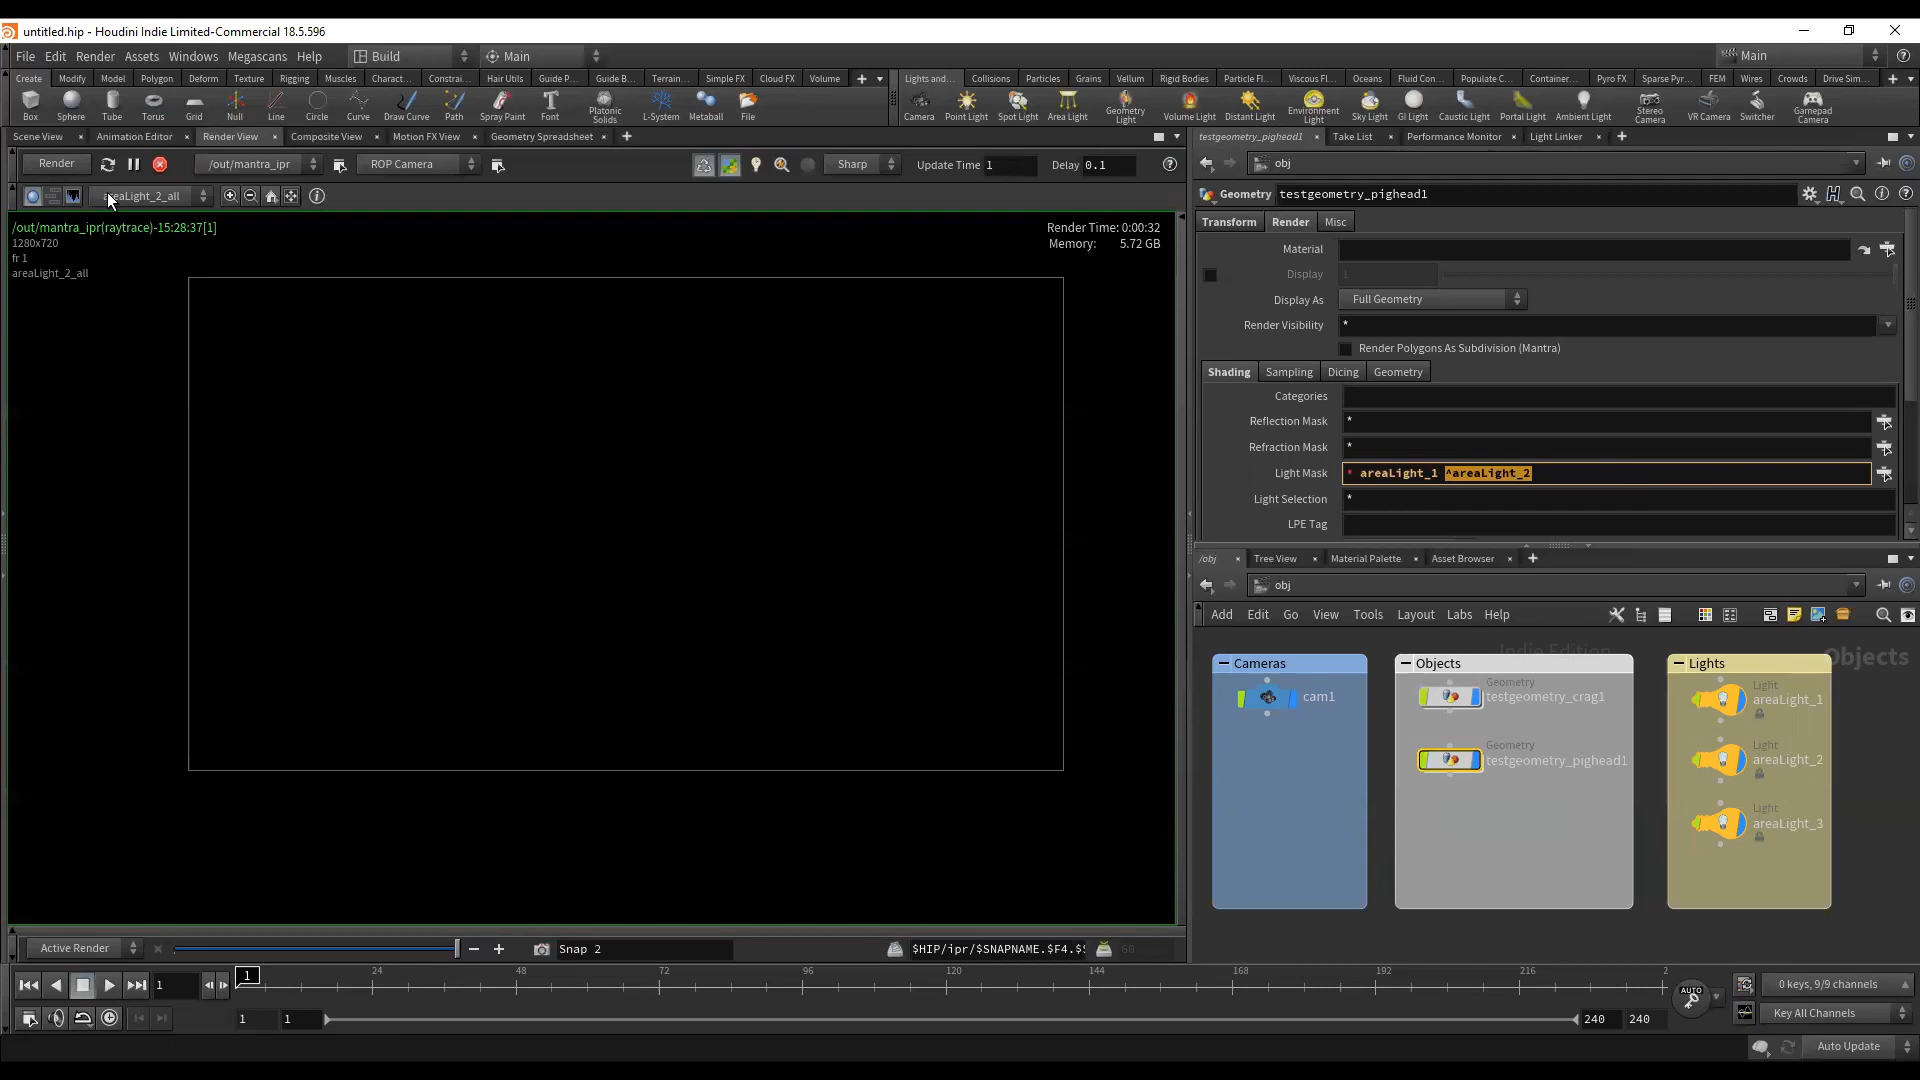 untitled.hip - Houdini Indie Limited-Commercial 18.5.596
File Edit Render Assets Windows Megascans Help Build Main Main
Create Modify Model Polygon Deform Texture Rigging Muscles Charact... Constrai... Hair Utils Guide P... Guide B... Terrain... Simple FX Cloud FX Volume Lights and... Collisions Particles Grains Vellum Rigid Bodies Particle Fl... Viscous Fl... Oceans Fluid Con... Populate C... Container... Pyro FX Sparse Pyr... FEM Wires Crowds Drive Sim...
Box Sphere Tube Torus Grid Null Line Circle Curve Draw Curve Path Spray Paint Font Platonic Solids L-System Metaball File Camera Point Light Spot Light Area Light Geometry Light Volume Light Distant Light Environment Light Sky Light GI Light Caustic Light Portal Light Ambient Light Stereo Camera VR Camera Switcher Gamepad Camera
Scene View Animation Editor Render View Composite View Motion FX View Geometry Spreadsheet testgeometry_pighead1 Take List Performance Monitor Light Linker
Render /out/mantra_ipr ROP Camera Sharp Update Time 1 Delay 0.1
obj
Geometry testgeometry_pighead1
/out/mantra_ipr(raytrace)-15:28:37[1]
1280x720
fr 1
areaLight_2_all
Render Time: 0:00:32
Memory: 5.72 GB
Transform Render Misc
Material
Display 1
Display As Full Geometry
Render Visibility *
Render Polygons As Subdivision (Mantra)
Shading Sampling Dicing Geometry
Categories
Reflection Mask *
Refraction Mask *
Light Mask * areaLight_1 ^areaLight_2
Light Selection *
LPE Tag
/obj Tree View Material Palette Asset Browser
obj
Add Edit Go View Tools Layout Labs Help
Indie Edition
Objects
Cameras
cam1
Objects
Geometry
testgeometry_crag1
Geometry
testgeometry_pighead1
Lights
Light
areaLight_1
Light
areaLight_2
Light
areaLight_3
Active Render Snap 2 $HIP/ipr/$SNAPNAME.$F4.$S 60
1 1 24 48 72 96 120 144 168 192 216 2
AUTO
0 keys, 9/9 channels
1 1 240 240
Key All Channels
Auto Update